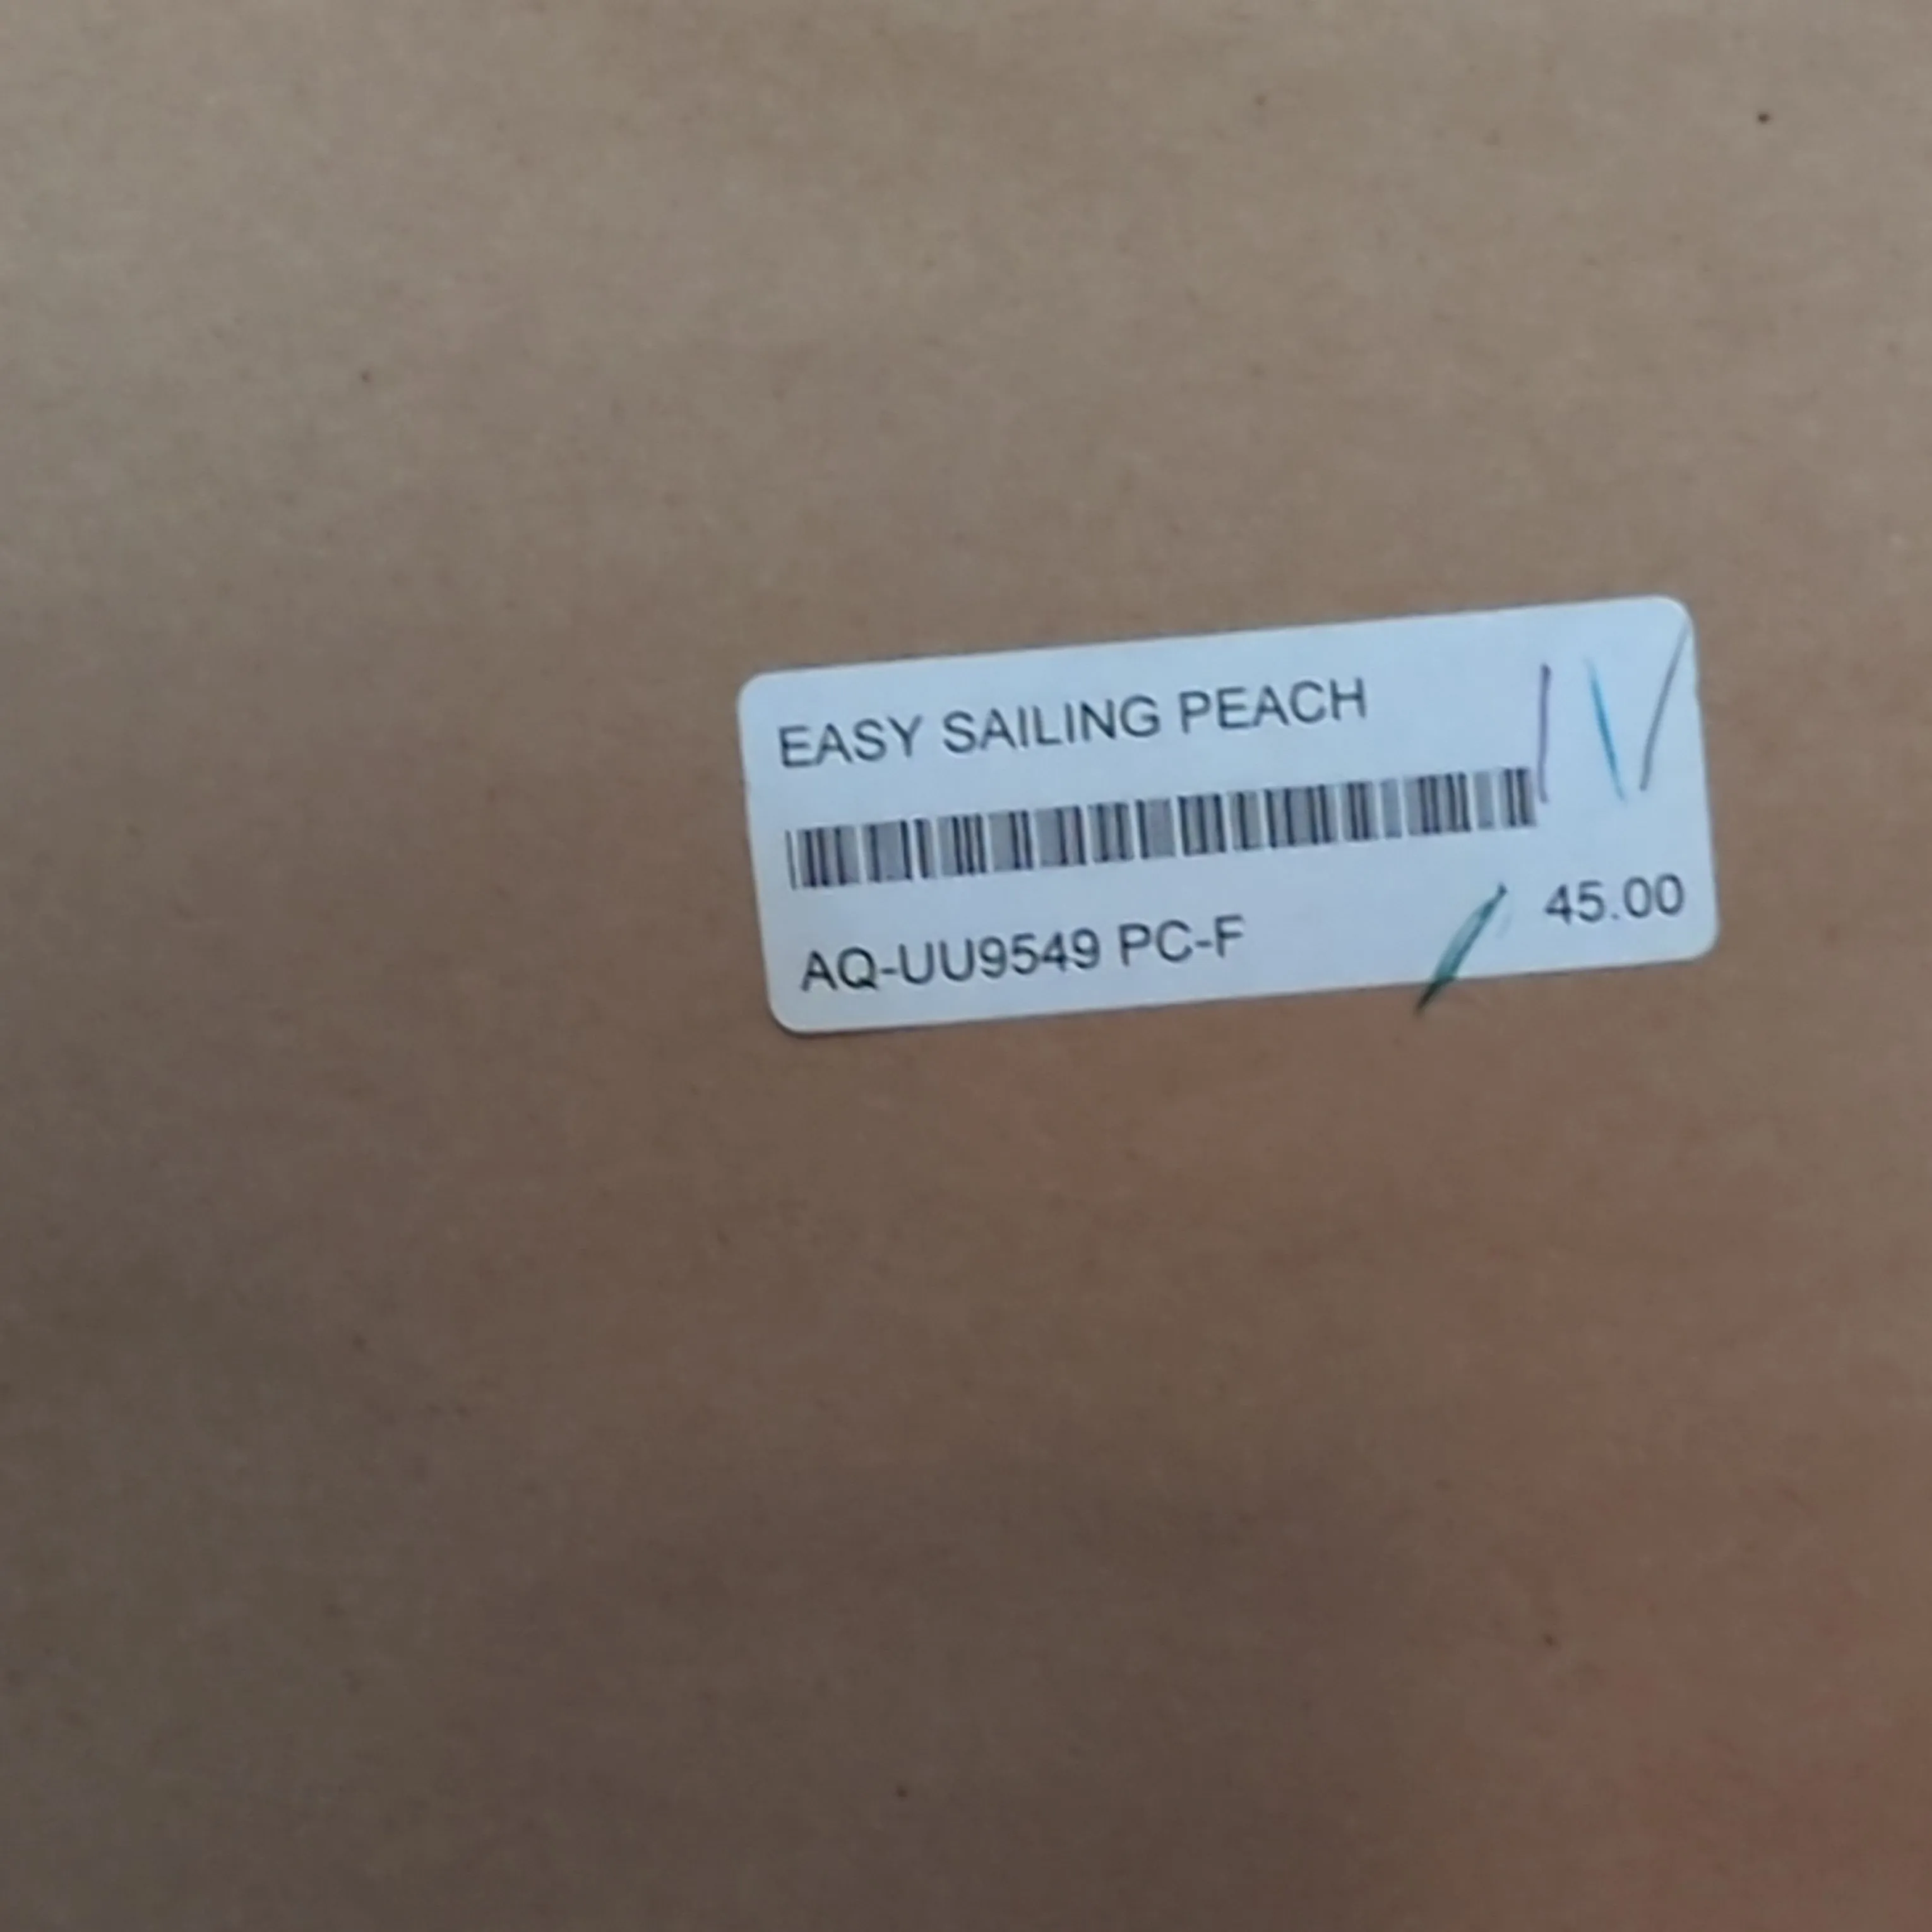 EASY SAILING PEACH
AQ-UU9549 PC-F 45.00